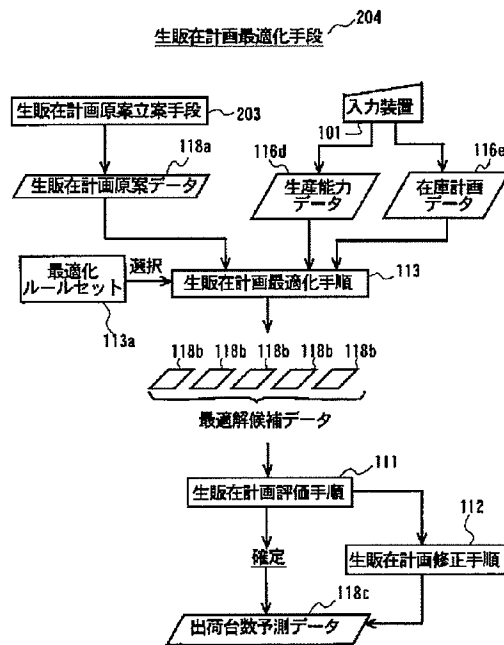 生販在計画最適化手段
204
生販在計画原案立案手段
203
入力装置
101
118a
116d
116e
生販在計画原案データ
生産能力
データ
在庫計画
データ
最適化
ルールセット
選択
生販在計画最適化手順
113
113a
118b 118b 118b 118b 118b
最適解候補データ
111
生販在計画評価手順
112
確定
生販在計画修正手順
118c
出荷台数予測データ